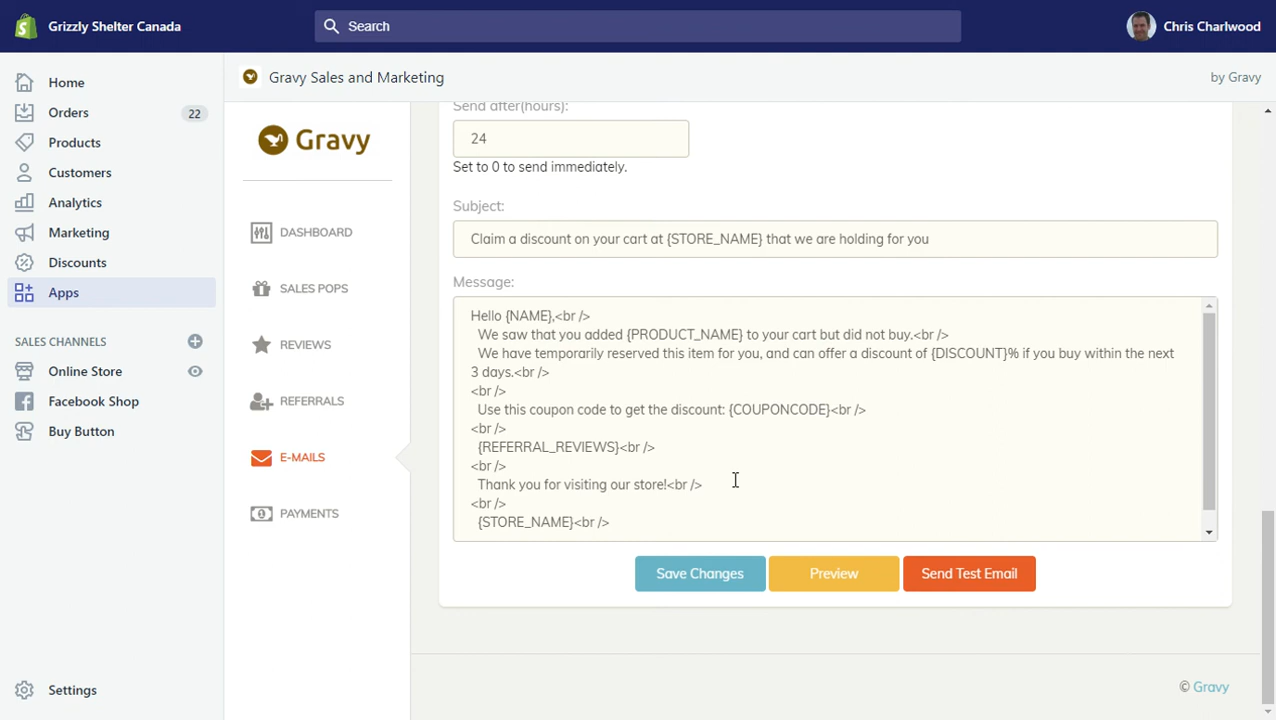 Grizzly Shelter Canada
Search
Chris Charlwood
Home
Orders
22
Products
Customers
Analytics
Marketing
Discounts
Apps
SALES CHANNELS
Online Store
Facebook Shop
Buy Button
Settings
Gravy Sales and Marketing
by Gravy
Gravy
DASHBOARD
SALES POPS
REVIEWS
REFERRALS
E-MAILS
PAYMENTS
Send after(hours):
24
Set to 0 to send immediately.
Subject:
Claim a discount on your cart at {STORE_NAME} that we are holding for you
Message:
Hello {NAME},<br />
We saw that you added {PRODUCT_NAME} to your cart but did not buy.<br />
We have temporarily reserved this item for you, and can offer a discount of {DISCOUNT}% if you buy within the next
3 days.<br />
<br />
Use this coupon code to get the discount: {COUPONCODE}<br />
<br />
{REFERRAL_REVIEWS}<br />
<br />
Thank you for visiting our store!<br />
<br />
{STORE_NAME}<br />
Save Changes
Preview
Send Test Email
© Gravy